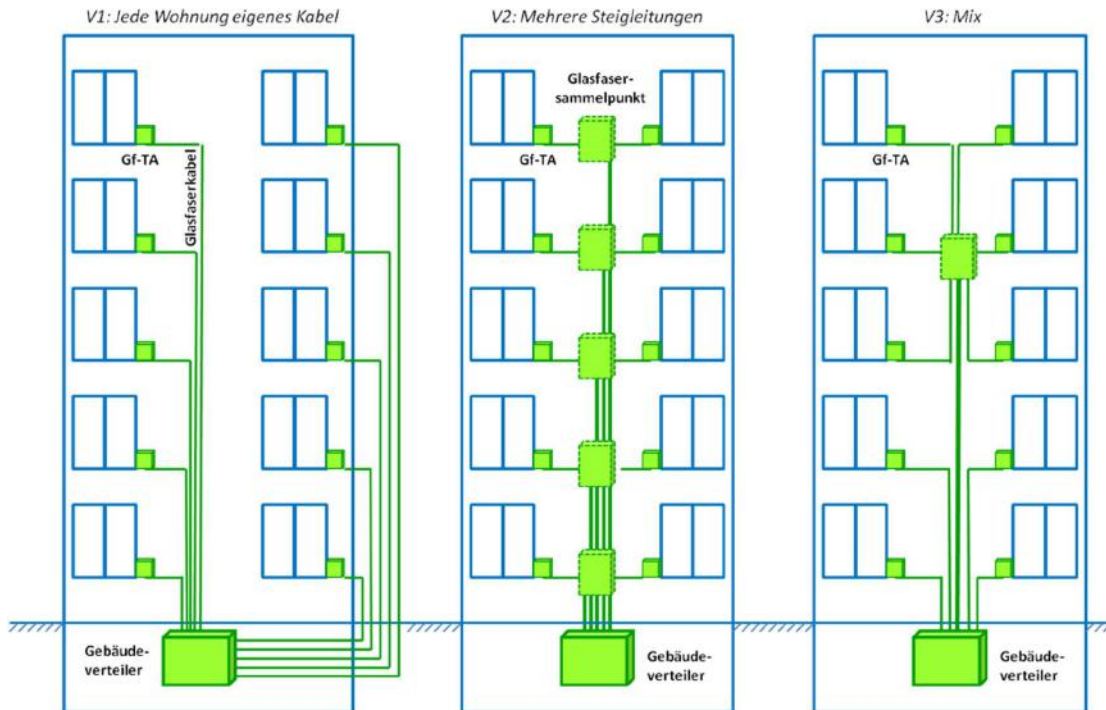 V1: Jede Wohnung eigenes Kabel
Gf-TA
Glasfaserkabel
Gebäude-
verteiler
V2: Mehrere Steigleitungen
Glasfaser-
sammelpunkt
Gf-TA
Gebäude-
verteiler
V3: Mix
Gf-TA
Gebäude-
verteiler